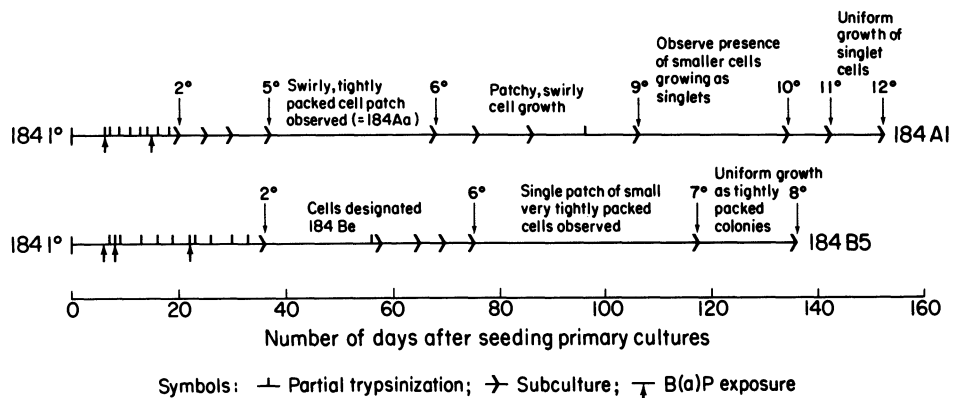 Uniform
growth of
singlet
cells
Observe presence
of smaller cells
growing as
singlets
2° 5° Swirly, tightly
packed cell patch
observed (=184Aa)
6° Patchy, swirly
cell growth
9° 10° 11° 12°
184 1° 184 A1
2° Cells designated
184 Be
6° Single patch of small
very tightly packed
cells observed
7° Uniform growth
as tightly
packed
colonies
8°
184 1° 184 B5
0 20 40 60 80 100 120 140 160
Number of days after seeding primary cultures
Symbols: Partial trypsinization; Subculture; B(a)P exposure